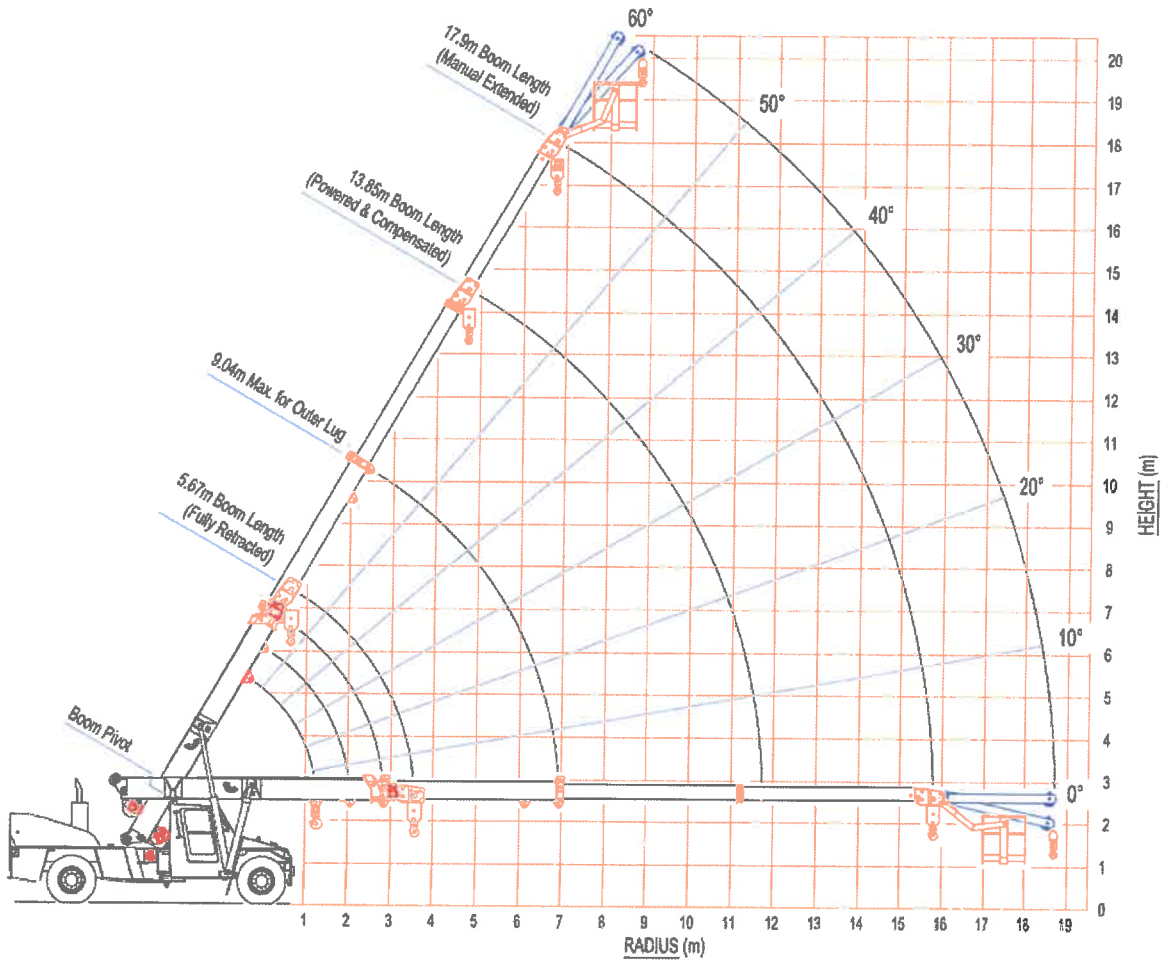 60°
17.9m Boom Length
(Manual Extended)
20
50°
19
18
13.85m Boom Length
(Powered & Compensated)
17
40°
16
15
14
30°
13
9.04m Max. for Outer Lug
12
11
5.67m Boom Length
(Fully Retracted)
10
20°
9
HEIGHT (m)
8
7
10°
6
5
Boom Pivot
4
3
0°
2
1
0
1 2 3 4 5 6 7 8 9 10 11 12 13 14 15 16 17 18 19
RADIUS (m)